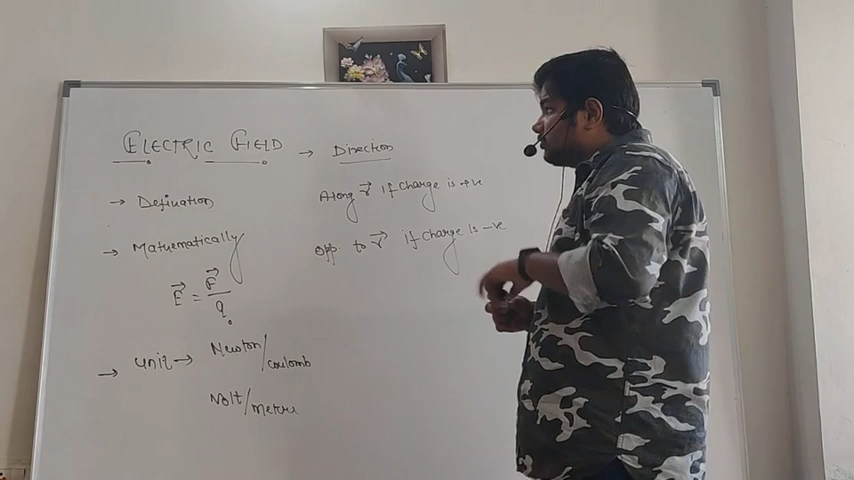 ELECTRIC FIELD
→ Defination
→ Mathematically
E = F/q.
→ Unit → Newton/coulomb
Volt/metre
→ Direction
Along r if charge is +ve
opp. to r if charge is -ve